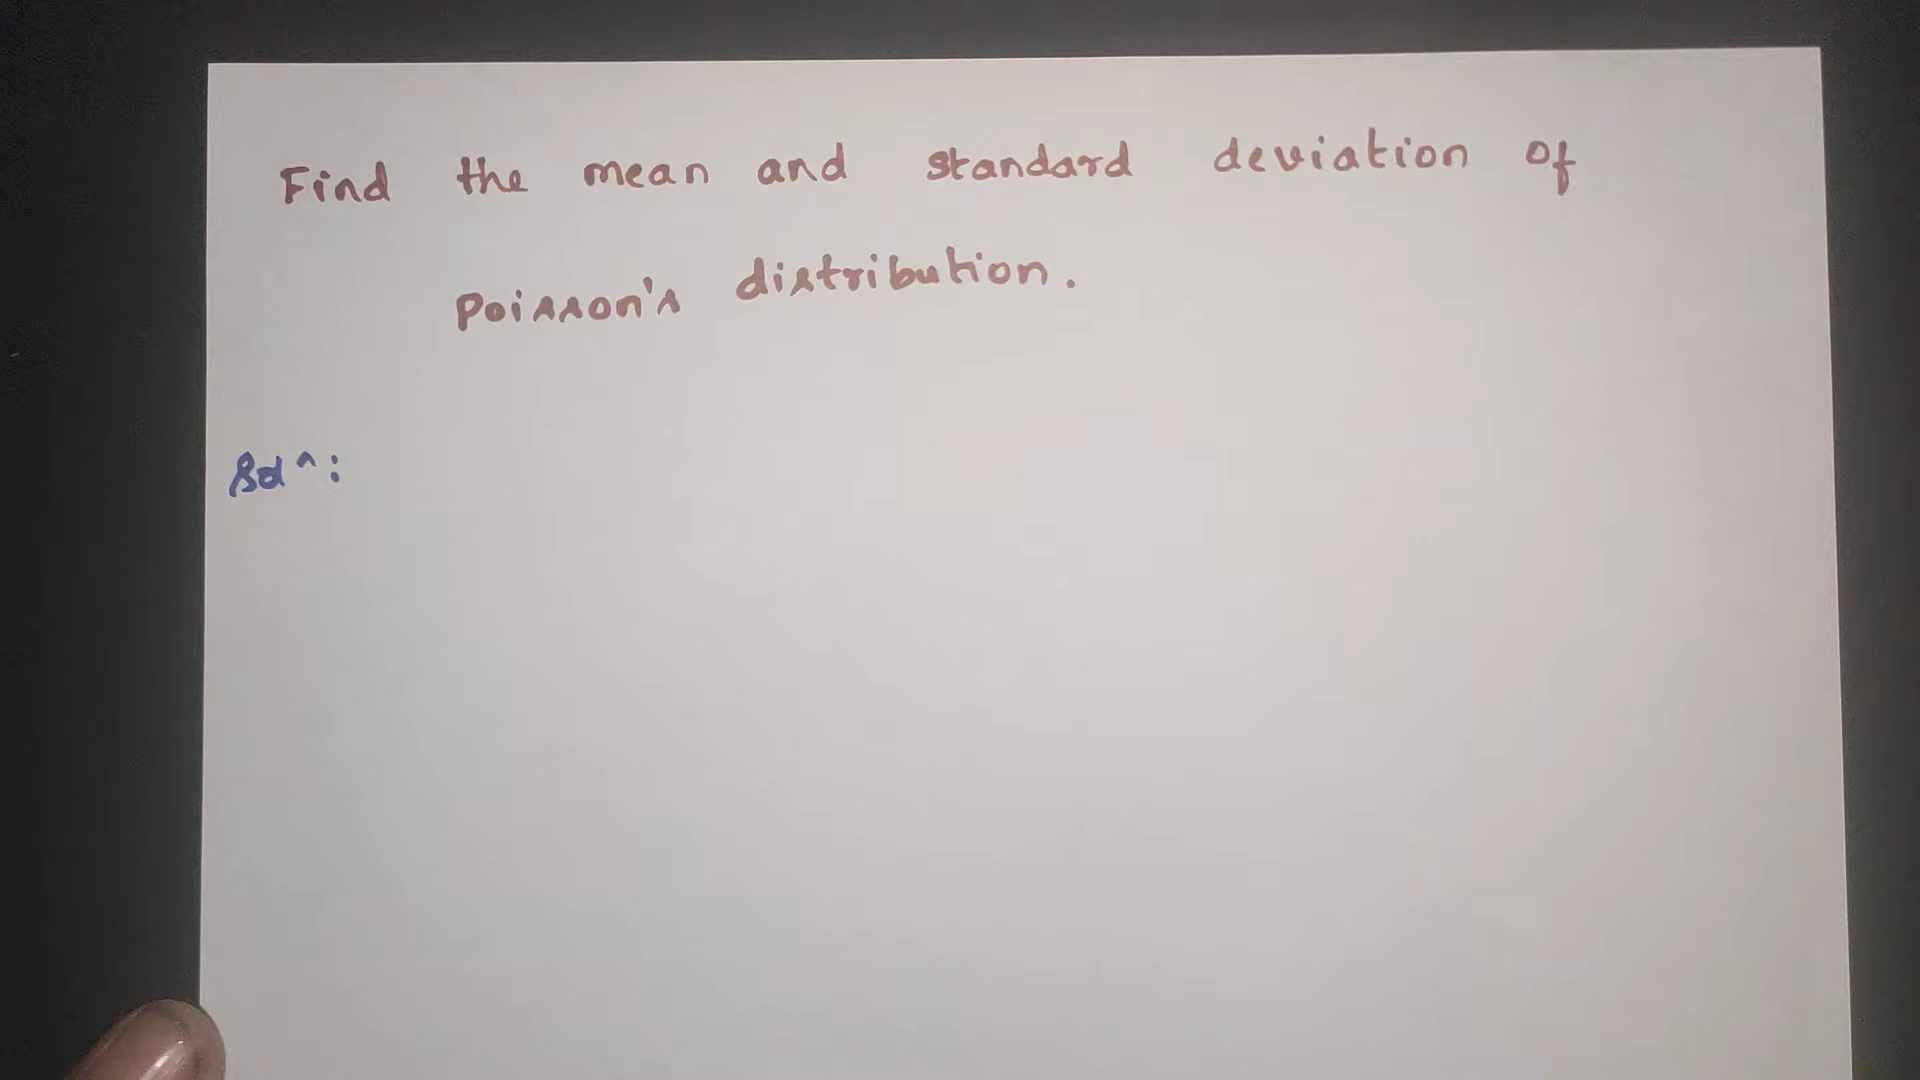 Find the mean and standard deviation of
Poisson's distribution.
Sol^: